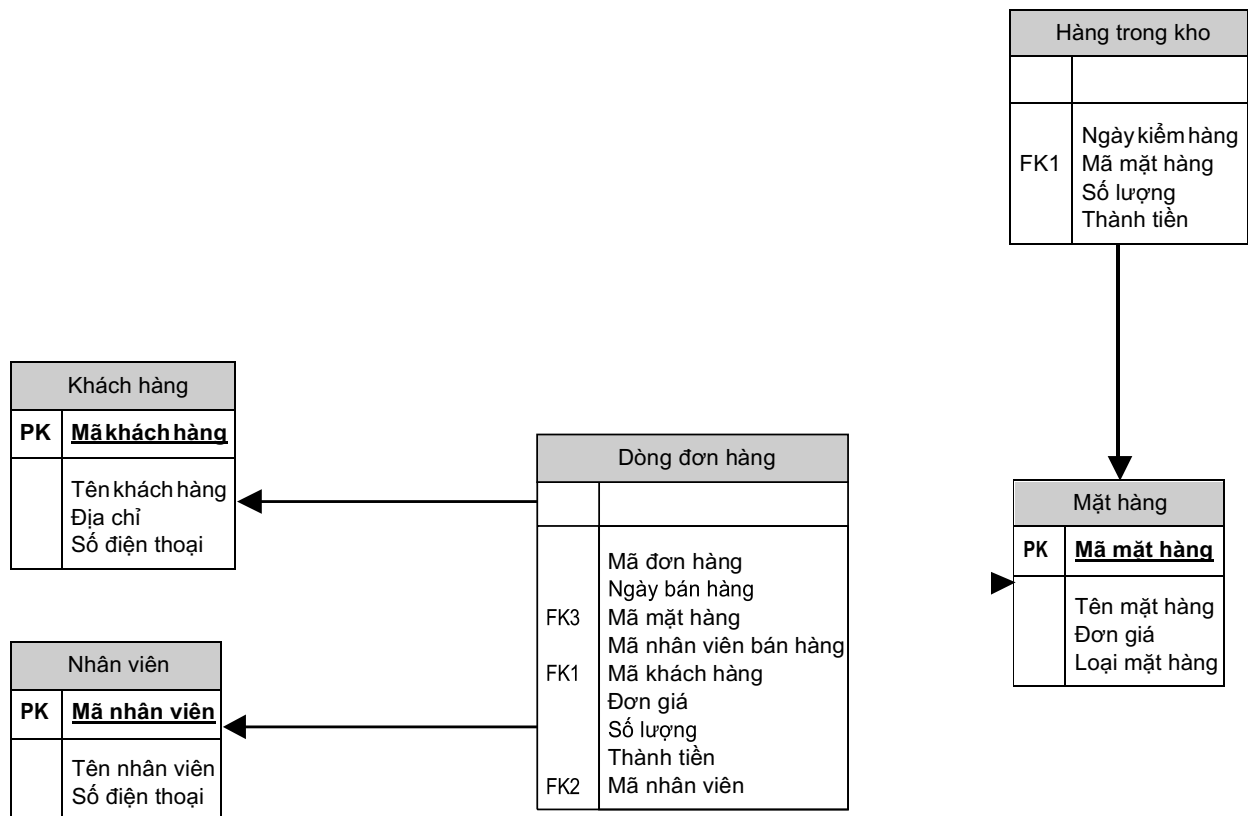 Hàng trong kho
Ngày kiểm hàng
FK1 Mã mặt hàng
Số lượng
Thành tiền
Khách hàng
PK Mã khách hàng
Tên khách hàng
Địa chỉ
Số điện thoại
Dòng đơn hàng
Mã đơn hàng
Ngày bán hàng
FK3 Mã mặt hàng
Mã nhân viên bán hàng
FK1 Mã khách hàng
Đơn giá
Số lượng
Thành tiền
FK2 Mã nhân viên
Mặt hàng
PK Mã mặt hàng
Tên mặt hàng
Đơn giá
Loại mặt hàng
Nhân viên
PK Mã nhân viên
Tên nhân viên
Số điện thoại